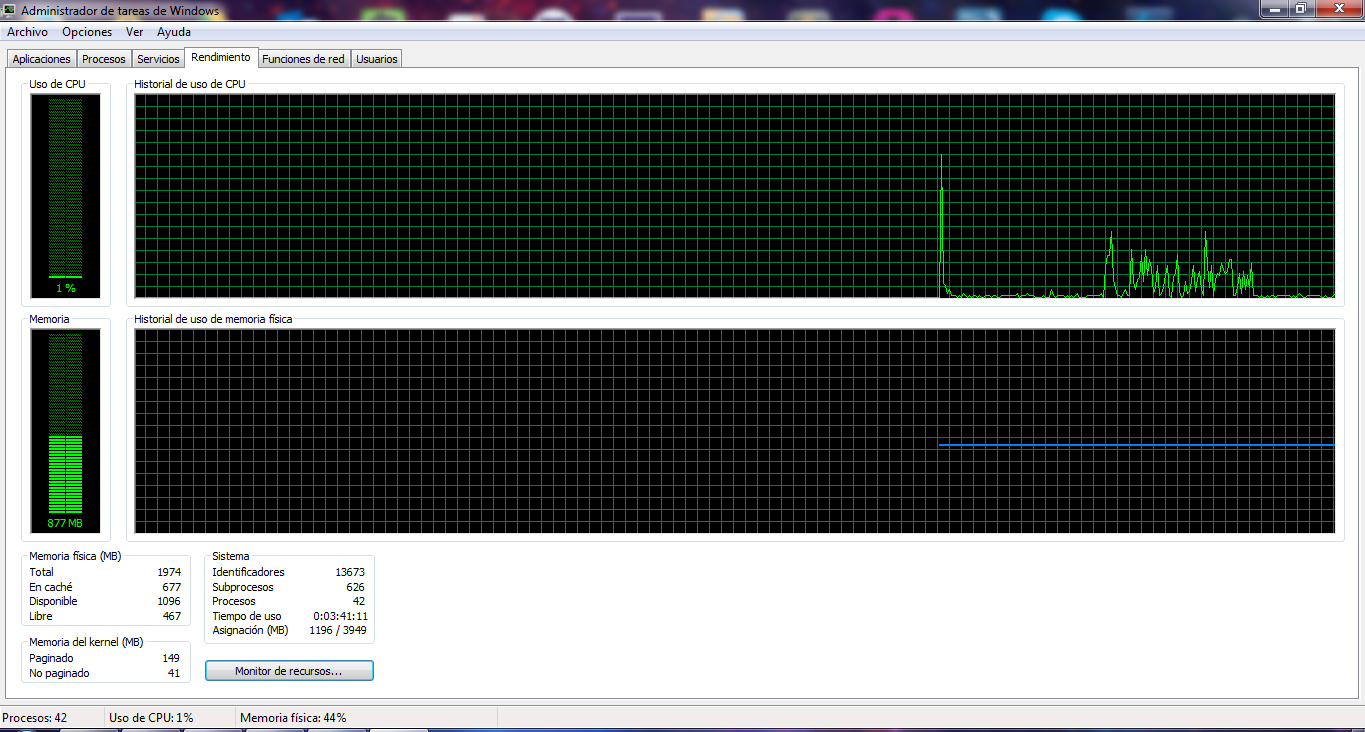 Administrador de tareas de Windows
Archivo Opciones Ver Ayuda
Aplicaciones Procesos Servicios Rendimiento Funciones de red Usuarios
Uso de CPU
Historial de uso de CPU
1 %
Memoria
Historial de uso de memoria física
877 MB
Memoria física (MB)
Total 1974
En caché 677
Disponible 1096
Libre 467
Memoria del kernel (MB)
Paginado 149
No paginado 41
Sistema
Identificadores 13673
Subprocesos 626
Procesos 42
Tiempo de uso 0:03:41:11
Asignación (MB) 1196 / 3949
Monitor de recursos...
Procesos: 42 Uso de CPU: 1% Memoria física: 44%